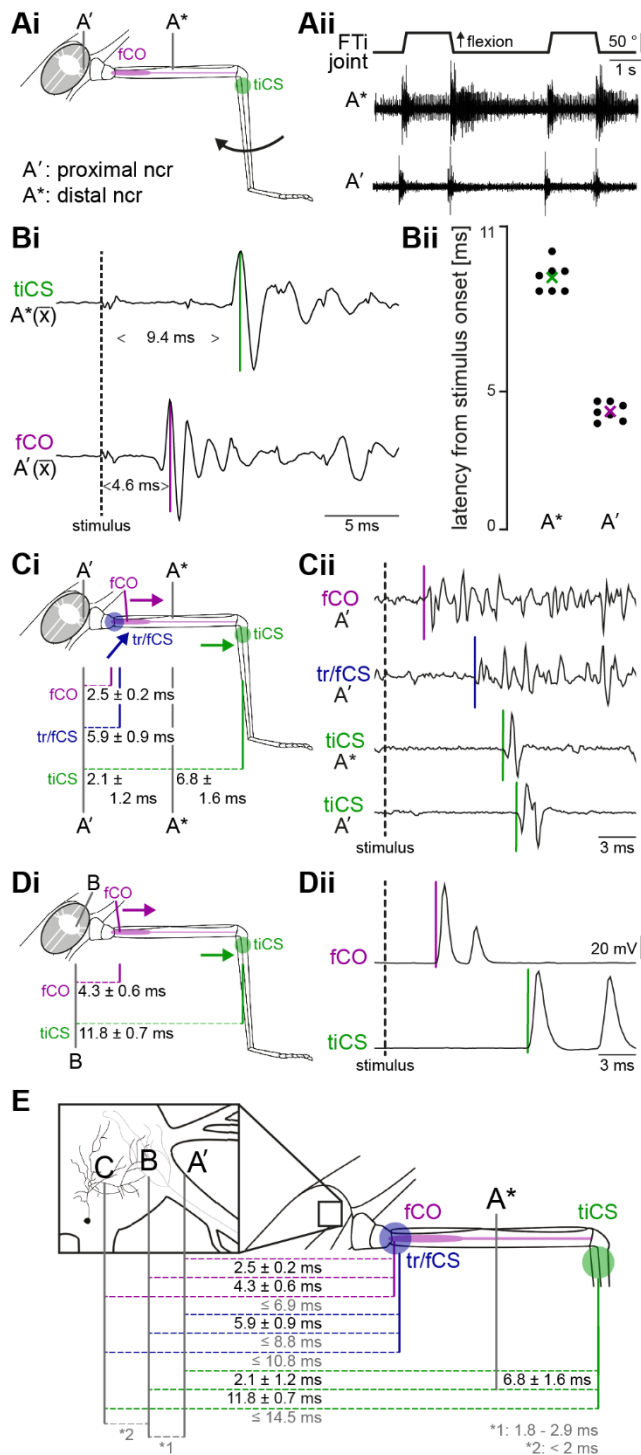 Ai
A′
A*
fCO
tiCS
A′: proximal ncr
A*: distal ncr
Aii
FTi
joint
flexion
50 °
1 s
A*
A′
Bi
tiCS
A*(x̅)
< 9.4 ms >
fCO
A′(x̅)
<4.6 ms>
stimulus
5 ms
Bii
latency from stimulus onset [ms]
11
5
0
A*
A′
Ci
A′
fCO
A*
tr/fCS
tiCS
fCO
2.5 ± 0.2 ms
tr/fCS
5.9 ± 0.9 ms
tiCS
2.1 ±
1.2 ms
6.8 ±
1.6 ms
A′
A*
Cii
fCO
A′
tr/fCS
A′
tiCS
A*
tiCS
A′
stimulus
3 ms
Di
B
fCO
tiCS
fCO
4.3 ± 0.6 ms
tiCS
11.8 ± 0.7 ms
B
Dii
fCO
20 mV
tiCS
stimulus
3 ms
E
C
B
A′
fCO
A*
tiCS
tr/fCS
2.5 ± 0.2 ms
4.3 ± 0.6 ms
≤ 6.9 ms
5.9 ± 0.9 ms
≤ 8.8 ms
≤ 10.8 ms
2.1 ± 1.2 ms
6.8 ± 1.6 ms
11.8 ± 0.7 ms
≤ 14.5 ms
*2
*1
*1: 1.8 - 2.9 ms
*2: < 2 ms